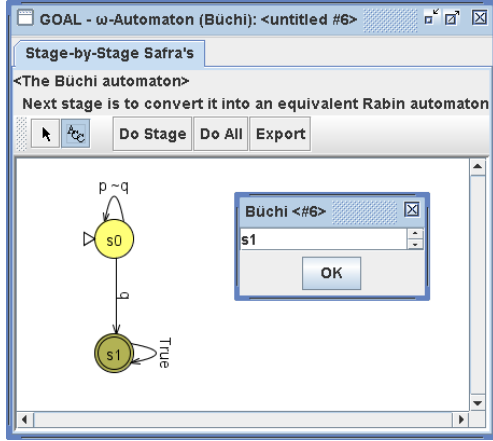 GOAL - ω-Automaton (Büchi): <untitled #6>
Stage-by-Stage Safra's
<The Büchi automaton>
Next stage is to convert it into an equivalent Rabin automaton
Acc
Do Stage
Do All
Export
p ~q
s0
q
s1
True
Büchi <#6>
s1
OK